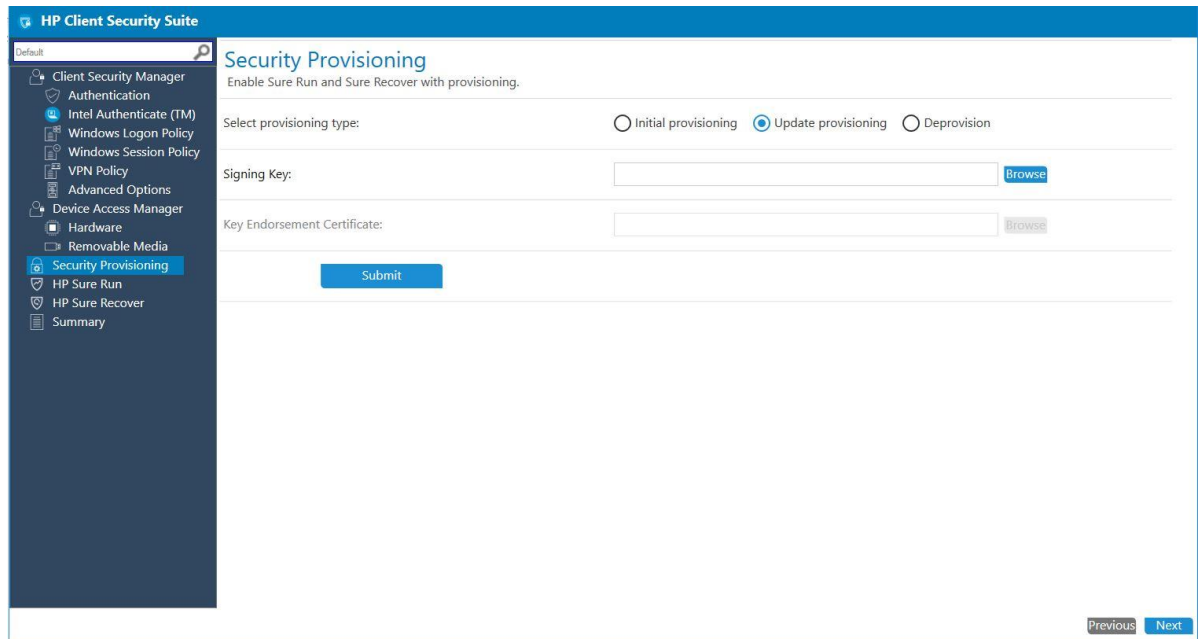 HP Client Security Suite
Default
Client Security Manager
Authentication
Intel Authenticate (TM)
Windows Logon Policy
Windows Session Policy
VPN Policy
Advanced Options
Device Access Manager
Hardware
Removable Media
Security Provisioning
HP Sure Run
HP Sure Recover
Summary
Security Provisioning
Enable Sure Run and Sure Recover with provisioning.
Select provisioning type: Initial provisioning Update provisioning Deprovision
Signing Key: Browse
Key Endorsement Certificate: Browse
Submit
Previous Next